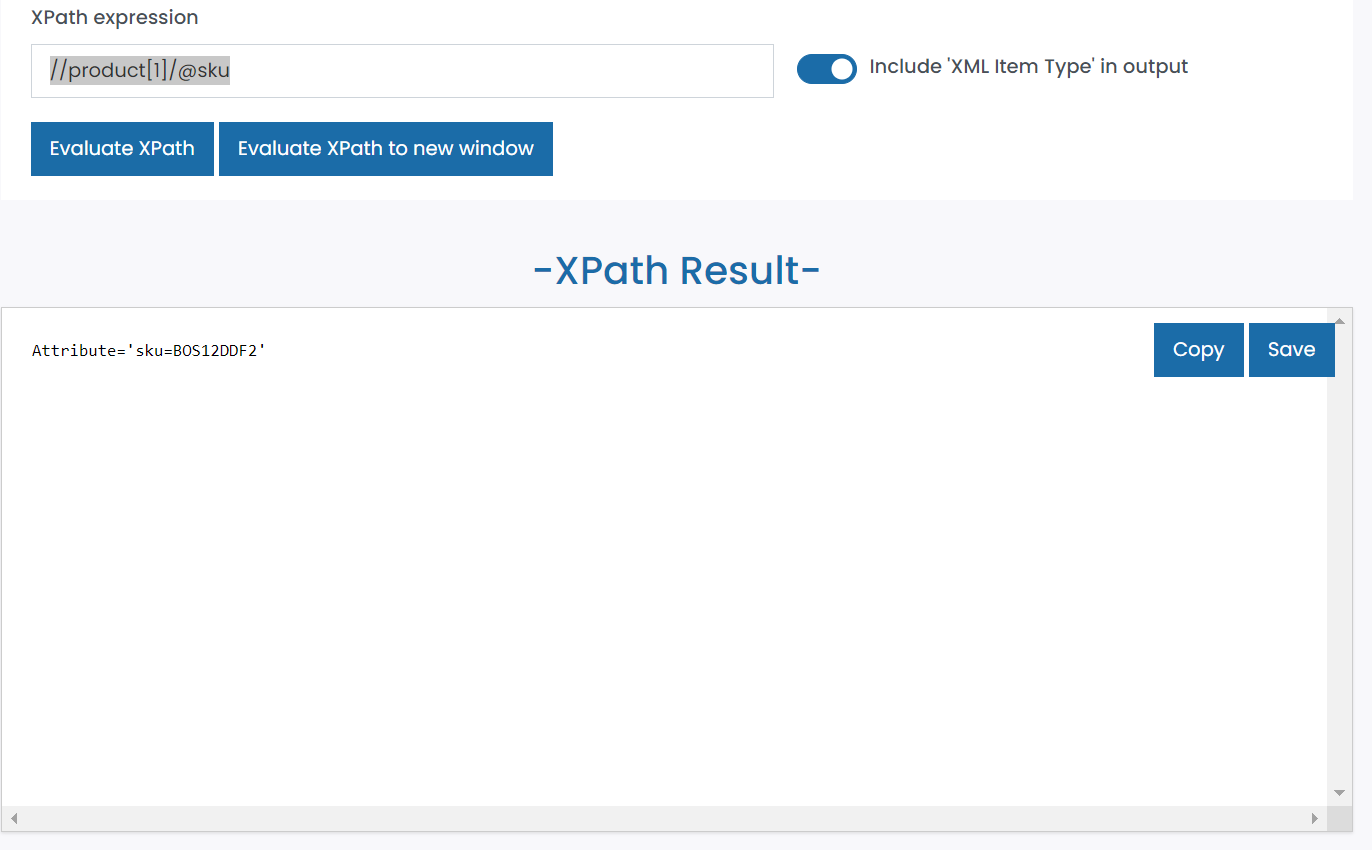 XPath expression
//product[1]/@sku
Include 'XML Item Type' in output
Evaluate XPath
Evaluate XPath to new window
-XPath Result-
Attribute='sku=BOS12DDF2'
Copy
Save